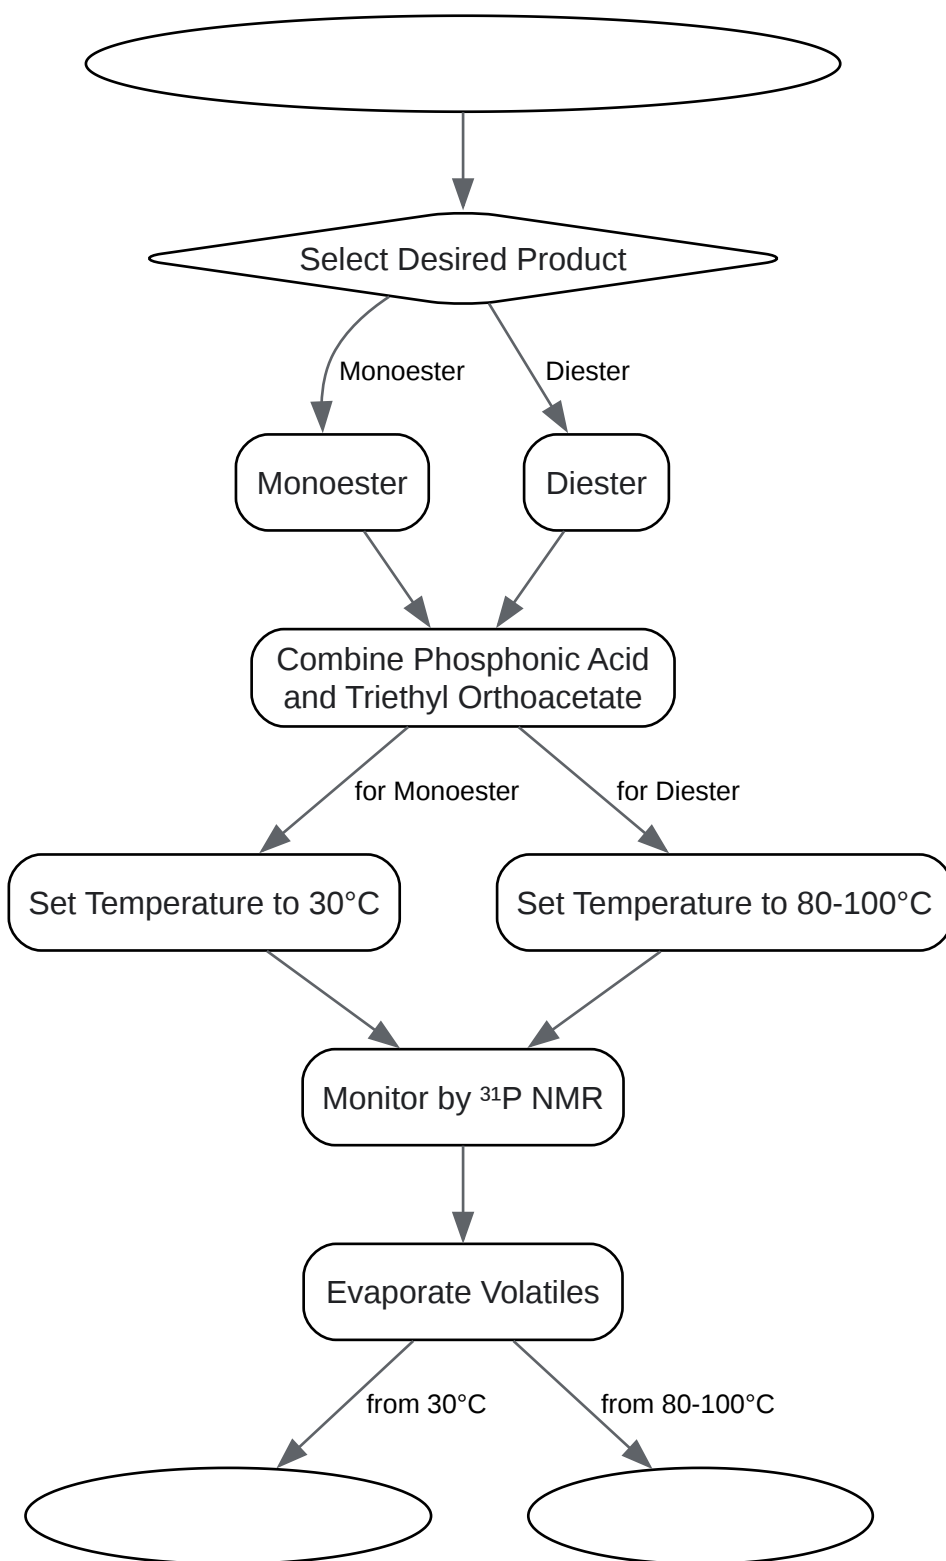 Select Desired Product
Monoester
Diester
Monoester
Diester
Combine Phosphonic Acid
and Triethyl Orthoacetate
for Monoester
for Diester
Set Temperature to 30°C
Set Temperature to 80-100°C
Monitor by ³¹P NMR
Evaporate Volatiles
from 30°C
from 80-100°C